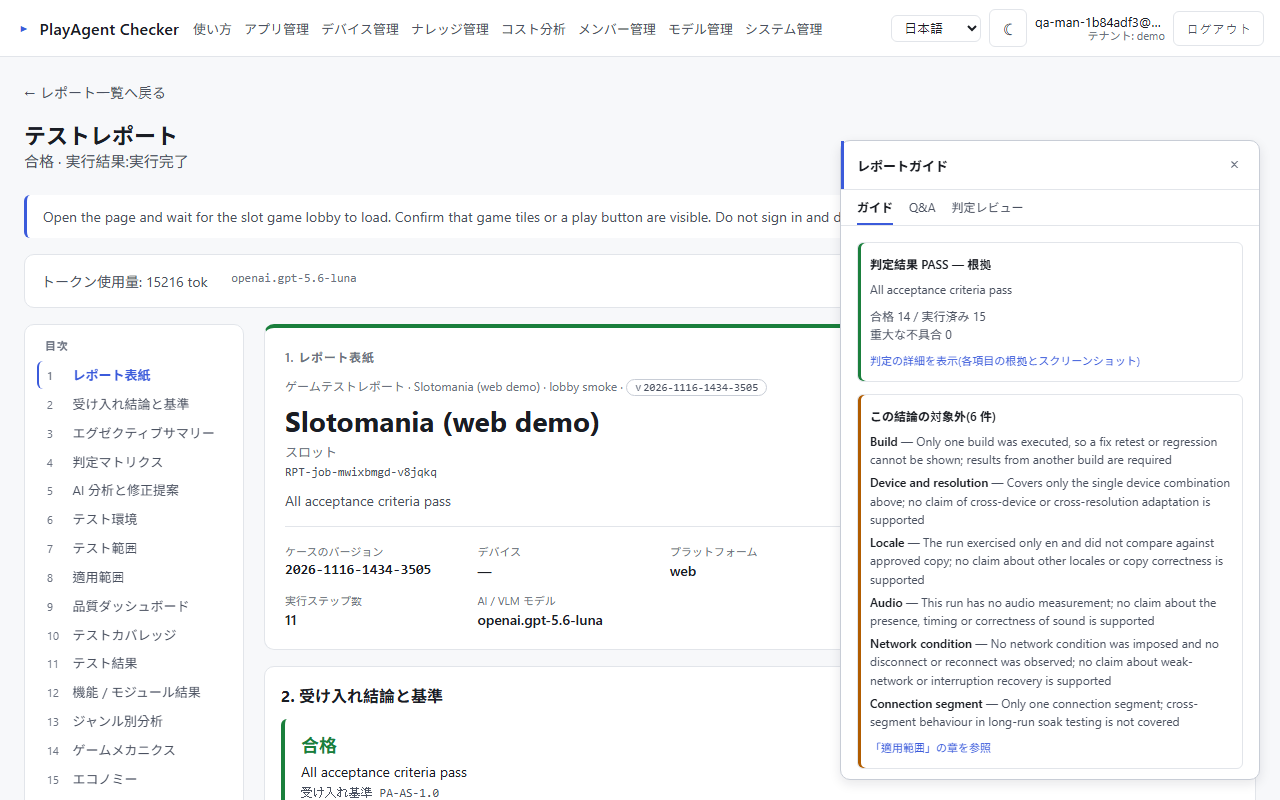 PlayAgent Checker
使い方 アプリ管理 デバイス管理 ナレッジ管理 コスト分析 メンバー管理 モデル管理 システム管理
日本語
qa-man-1b84adf3@...
テナント: demo
ログアウト
← レポート一覧へ戻る
テストレポート
合格 · 実行結果:実行完了
Open the page and wait for the slot game lobby to load. Confirm that game tiles or a play button are visible. Do not sign in and d
トークン使用量: 15216 tok openai.gpt-5.6-luna
目次
1 レポート表紙
2 受け入れ結論と基準
3 エグゼクティブサマリー
4 判定マトリクス
5 AI 分析と修正提案
6 テスト環境
7 テスト範囲
8 適用範囲
9 品質ダッシュボード
10 テストカバレッジ
11 テスト結果
12 機能 / モジュール結果
13 ジャンル別分析
14 ゲームメカニクス
15 エコノミー
1. レポート表紙
ゲームテストレポート · Slotomania (web demo) · lobby smoke · v 2026-1116-1434-3505
Slotomania (web demo)
スロット
RPT-job-mwixbmgd-v8jqkq
All acceptance criteria pass
ケースのバージョン
2026-1116-1434-3505
デバイス
—
プラットフォーム
web
実行ステップ数
11
AI / VLM モデル
openai.gpt-5.6-luna
2. 受け入れ結論と基準
合格
All acceptance criteria pass
受け入れ基準 PA-AS-1.0
レポートガイド ×
ガイド Q&A 判定レビュー
判定結果 PASS — 根拠
All acceptance criteria pass
合格 14 / 実行済み 15
重大な不具合 0
判定の詳細を表示(各項目の根拠とスクリーンショット)
この結論の対象外(6 件)
Build — Only one build was executed, so a fix retest or regression
cannot be shown; results from another build are required
Device and resolution — Covers only the single device combination
above; no claim of cross-device or cross-resolution adaptation is
supported
Locale — The run exercised only en and did not compare against
approved copy; no claim about other locales or copy correctness is
supported
Audio — This run has no audio measurement; no claim about the
presence, timing or correctness of sound is supported
Network condition — No network condition was imposed and no
disconnect or reconnect was observed; no claim about weak-
network or interruption recovery is supported
Connection segment — Only one connection segment; cross-
segment behaviour in long-run soak testing is not covered
「適用範囲」の章を参照